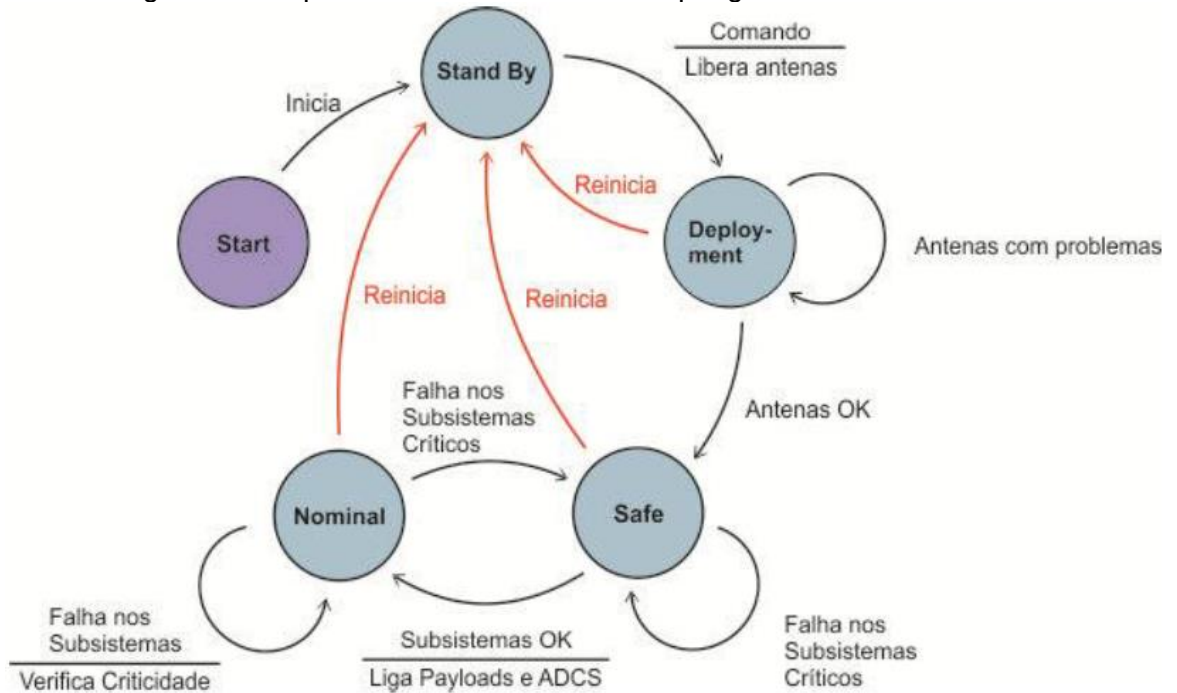 Comando
Stand By
Libera antenas
Inicia
Reinicia
Start
Deploy-
ment
Antenas com problemas
Reinicia
Reinicia
Falha nos
Subsistemas
Críticos
Antenas OK
Nominal
Safe
Falha nos
Subsistemas
Verifica Criticidade
Subsistemas OK
Liga Payloads e ADCS
Falha nos
Subsistemas
Críticos